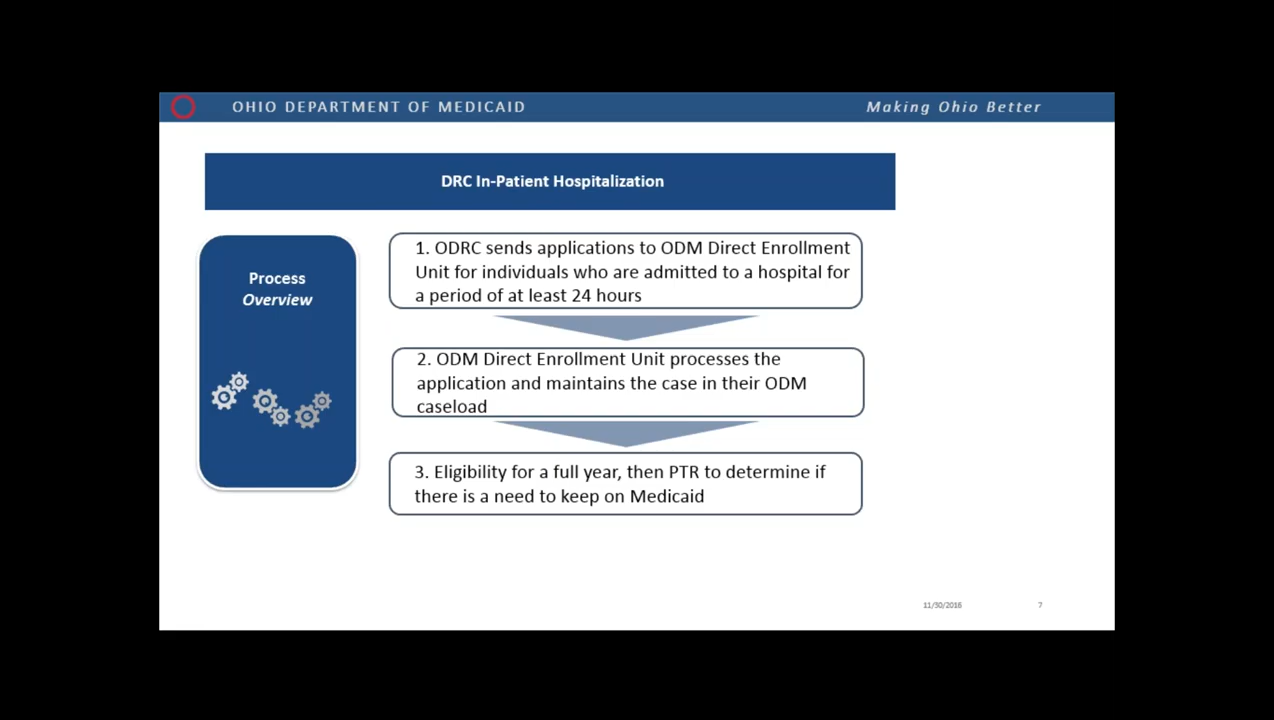 OHIO DEPARTMENT OF MEDICAID
Making Ohio Better
DRC In-Patient Hospitalization
Process
Overview
1. ODRC sends applications to ODM Direct Enrollment
Unit for individuals who are admitted to a hospital for
a period of at least 24 hours
2. ODM Direct Enrollment Unit processes the
application and maintains the case in their ODM
caseload
3. Eligibility for a full year, then PTR to determine if
there is a need to keep on Medicaid
11/30/2016
7